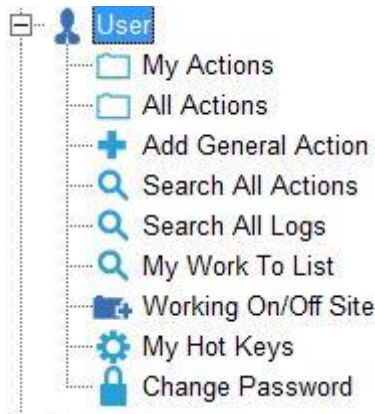 User
My Actions
All Actions
Add General Action
Search All Actions
Search All Logs
My Work To List
Working On/Off Site
My Hot Keys
Change Password